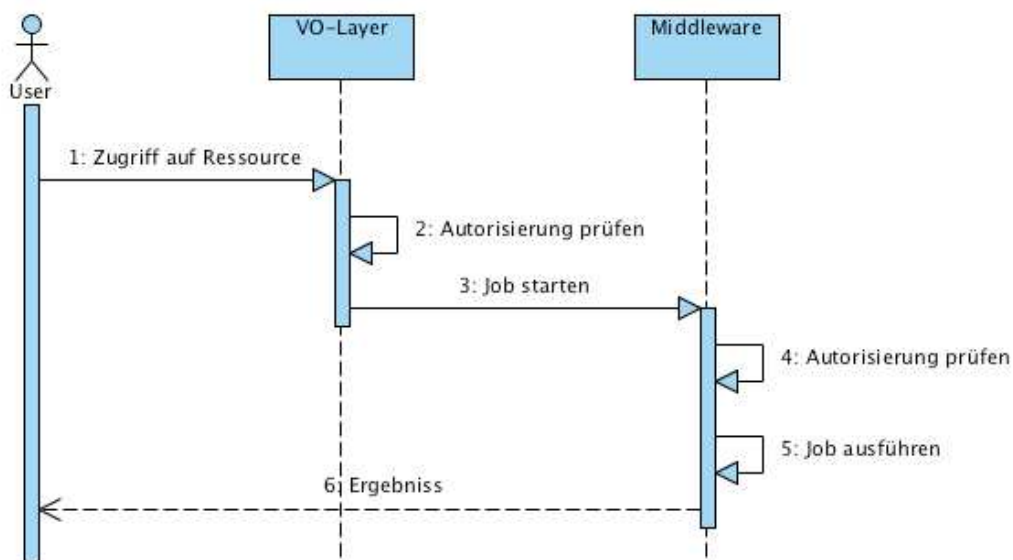 VO-Layer
Middleware
User
1: Zugriff auf Ressource
2: Autorisierung prüfen
3: Job starten
4: Autorisierung prüfen
5: Job ausführen
6: Ergebniss